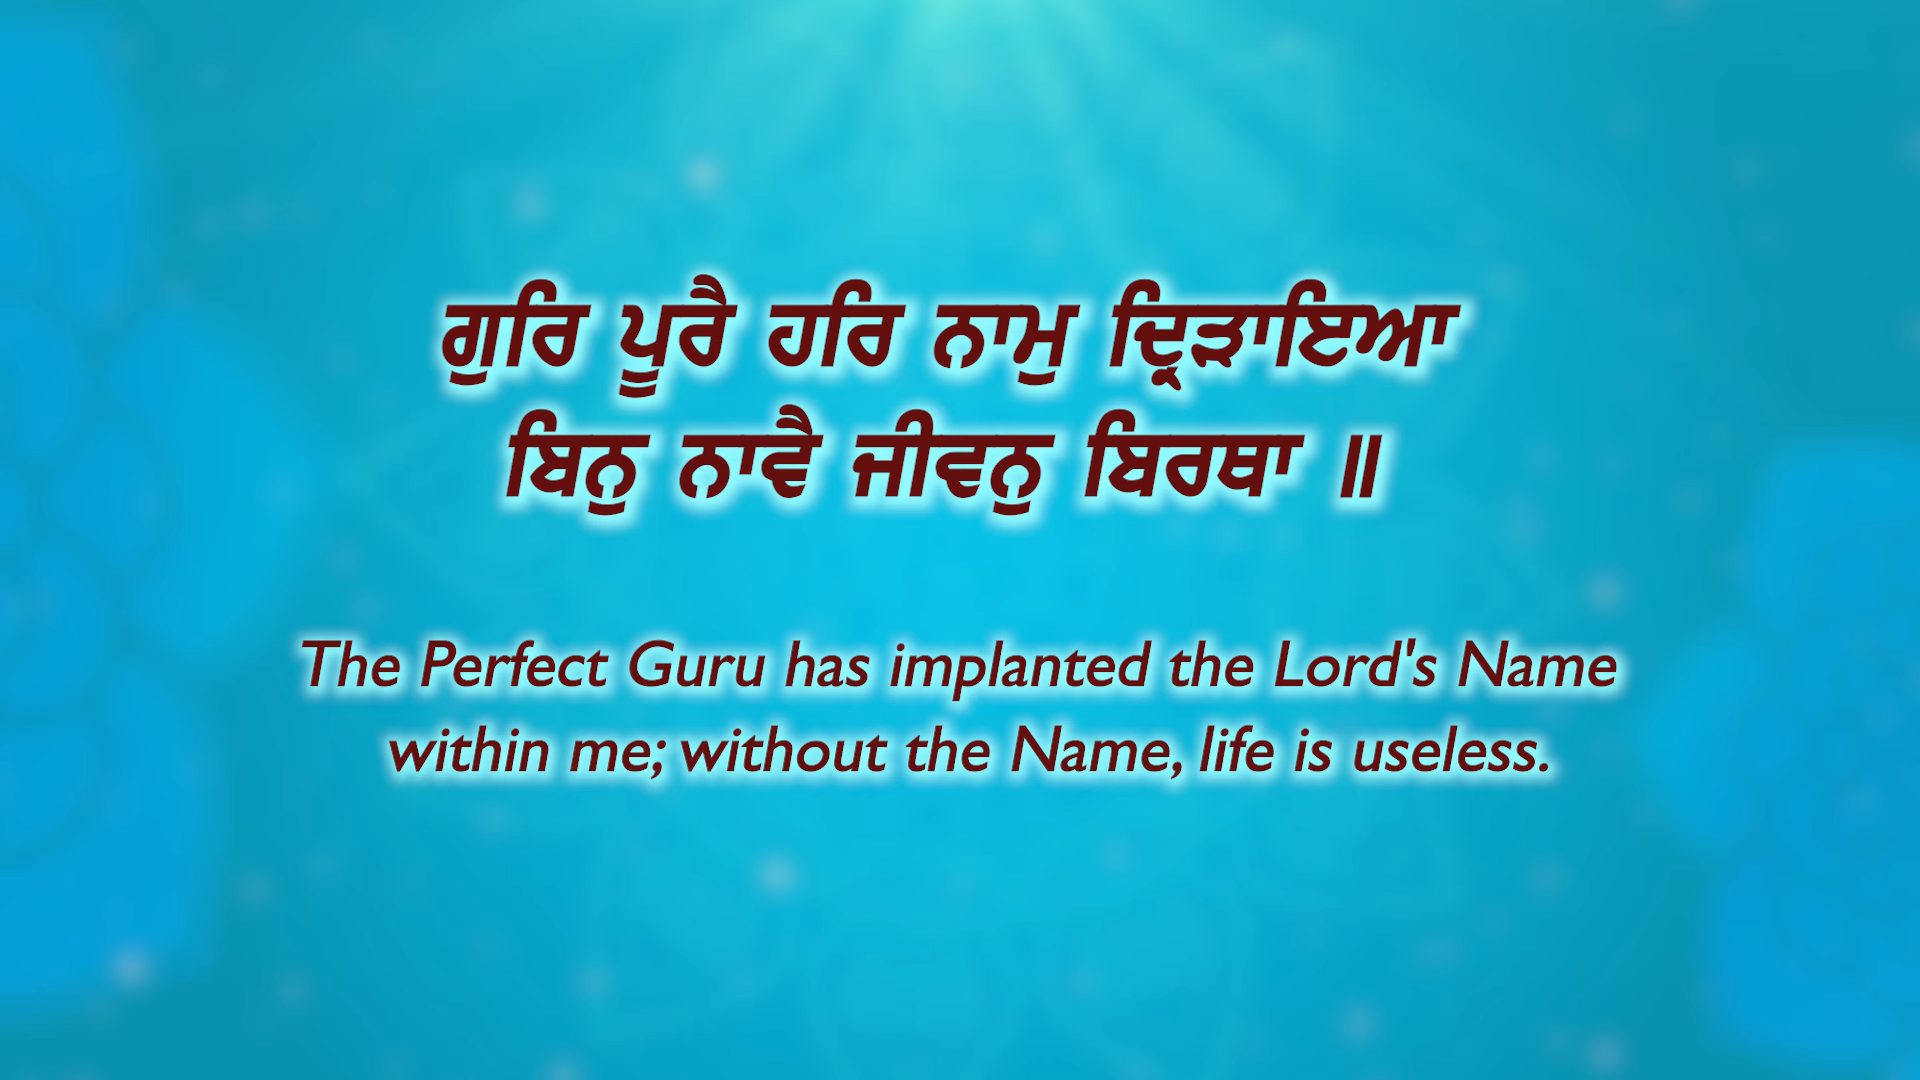 ਗੁਰਿ ਪੂਰੈ ਹਰਿ ਨਾਮੁ ਦ੍ਰਿੜਾਇਆ
ਬਿਨੁ ਨਾਵੈ ਜੀਵਨੁ ਬਿਰਥਾ ॥
The Perfect Guru has implanted the Lord's Name
within me; without the Name, life is useless.